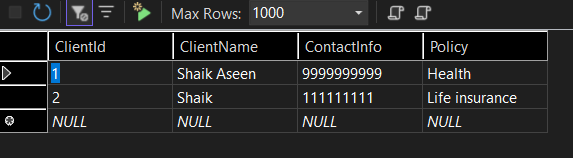 Max Rows: 1000
ClientId ClientName ContactInfo Policy
1 Shaik Aseen 9999999999 Health
2 Shaik 111111111 Life insurance
NULL NULL NULL NULL